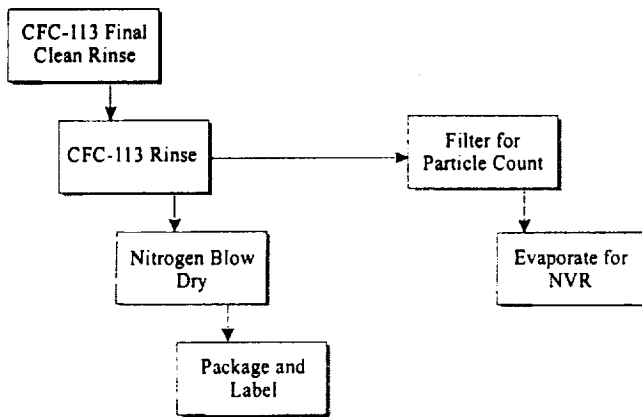 CFC-113 Final
Clean Rinse
CFC-113 Rinse
Filter for
Particle Count
Nitrogen Blow
Dry
Evaporate for
NVR
Package and
Label